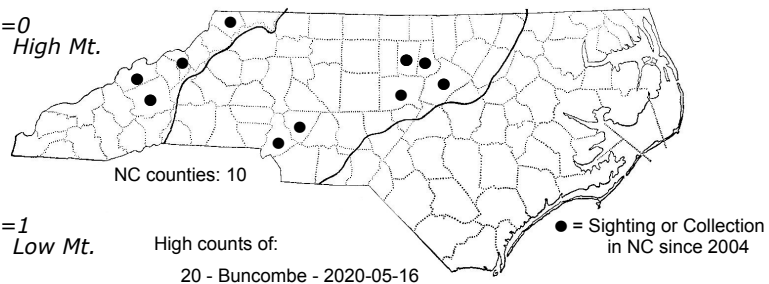 =0
High Mt.
NC counties: 10
=1
Low Mt.
High counts of:
20 - Buncombe - 2020-05-16
● = Sighting or Collection
in NC since 2004